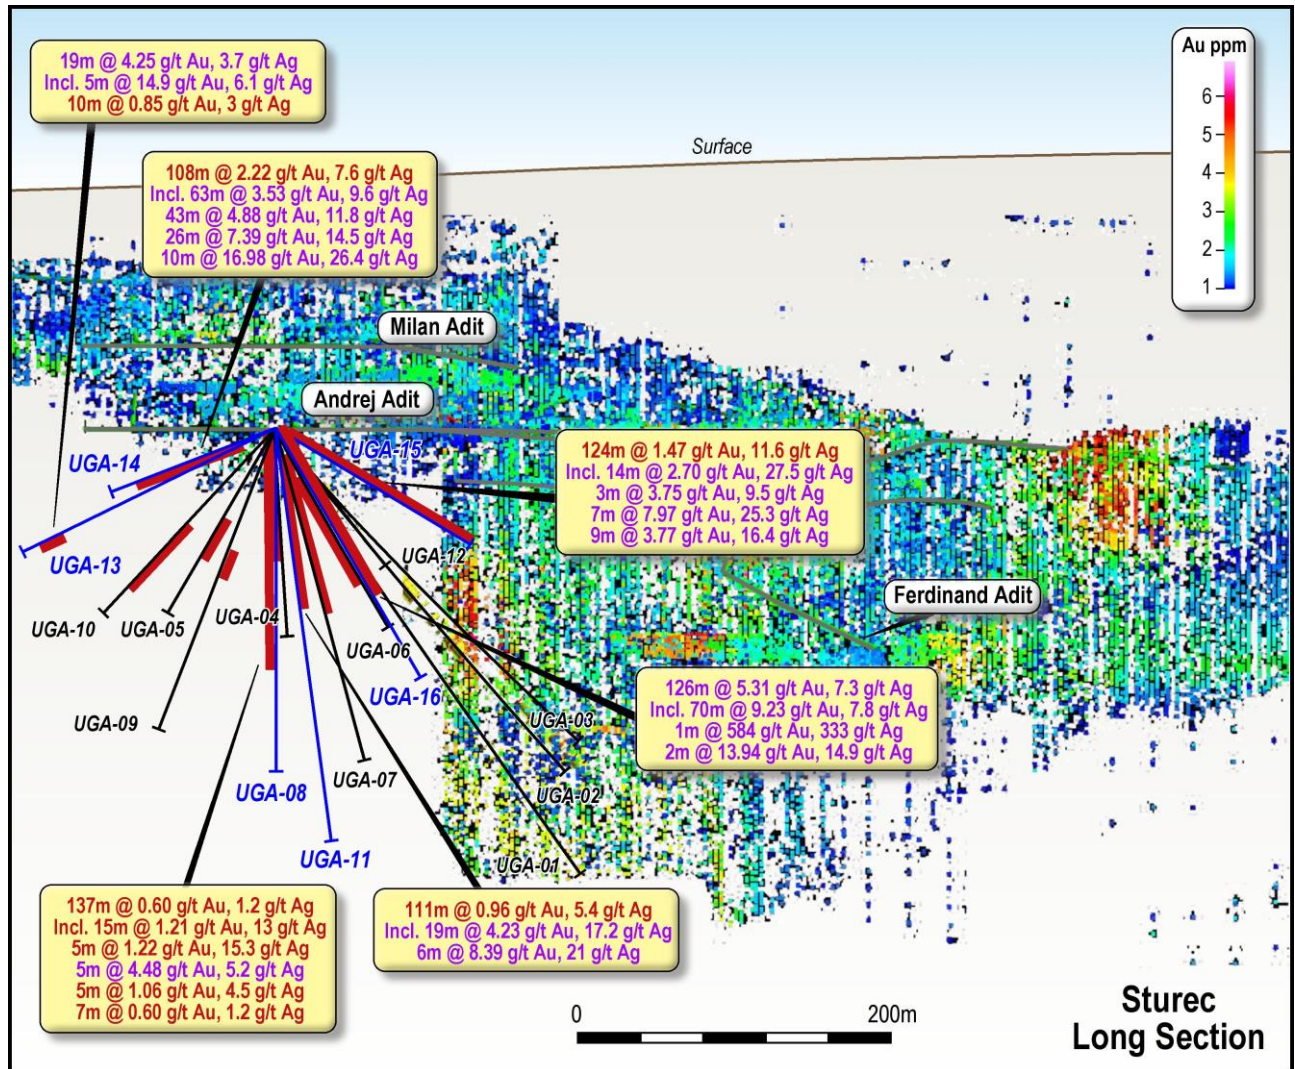 19m @ 4.25 g/t Au, 3.7 g/t Ag
Incl. 5m @ 14.9 g/t Au, 6.1 g/t Ag
10m @ 0.85 g/t Au, 3 g/t Ag
Au ppm
6
5
4
3
2
1
Surface
108m @ 2.22 g/t Au, 7.6 g/t Ag
Incl. 63m @ 3.53 g/t Au, 9.6 g/t Ag
43m @ 4.88 g/t Au, 11.8 g/t Ag
26m @ 7.39 g/t Au, 14.5 g/t Ag
10m @ 16.98 g/t Au, 26.4 g/t Ag
Milan Adit
Andrej Adit
UGA-14
UGA-15
124m @ 1.47 g/t Au, 11.6 g/t Ag
Incl. 14m @ 2.70 g/t Au, 27.5 g/t Ag
3m @ 3.75 g/t Au, 9.5 g/t Ag
7m @ 7.97 g/t Au, 25.3 g/t Ag
9m @ 3.77 g/t Au, 16.4 g/t Ag
UGA-13
UGA-12
Ferdinand Adit
UGA-10
UGA-05
UGA-04
UGA-06
UGA-16
126m @ 5.31 g/t Au, 7.3 g/t Ag
Incl. 70m @ 9.23 g/t Au, 7.8 g/t Ag
1m @ 584 g/t Au, 333 g/t Ag
2m @ 13.94 g/t Au, 14.9 g/t Ag
UGA-09
UGA-03
UGA-07
UGA-08
UGA-02
UGA-11
UGA-01
137m @ 0.60 g/t Au, 1.2 g/t Ag
Incl. 15m @ 1.21 g/t Au, 13 g/t Ag
5m @ 1.22 g/t Au, 15.3 g/t Ag
5m @ 4.48 g/t Au, 5.2 g/t Ag
5m @ 1.06 g/t Au, 4.5 g/t Ag
7m @ 0.60 g/t Au, 1.2 g/t Ag
111m @ 0.96 g/t Au, 5.4 g/t Ag
Incl. 19m @ 4.23 g/t Au, 17.2 g/t Ag
6m @ 8.39 g/t Au, 21 g/t Ag
0 200m
Sturec
Long Section